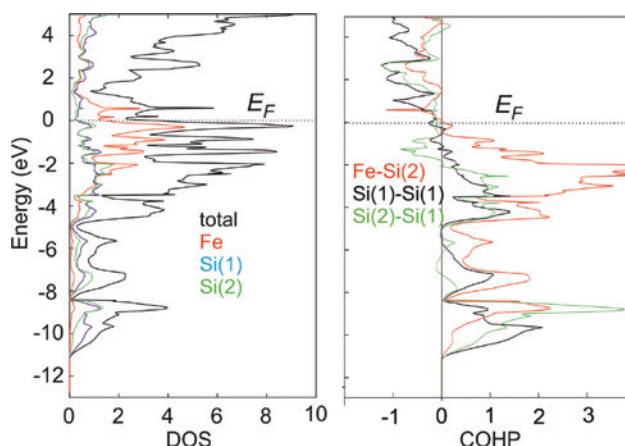 4
2
0
-2
-4
-6
-8
-10
-12
Energy (eV)
E_F
total
Fe
Si(1)
Si(2)
0 2 4 6 8 10
DOS
E_F
Fe-Si(2)
Si(1)-Si(1)
Si(2)-Si(1)
-1 0 1 2 3
COHP